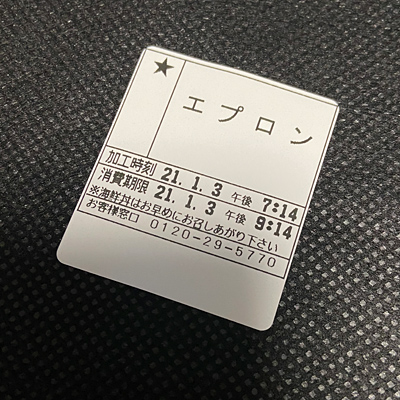 ★ エプロン
加工時刻 21. 1. 3 午後 7:14
消費期限 21. 1. 3 午後 9:14
※海鮮丼はお早めにお召しあがり下さい
お客様窓口 0120-29-5770